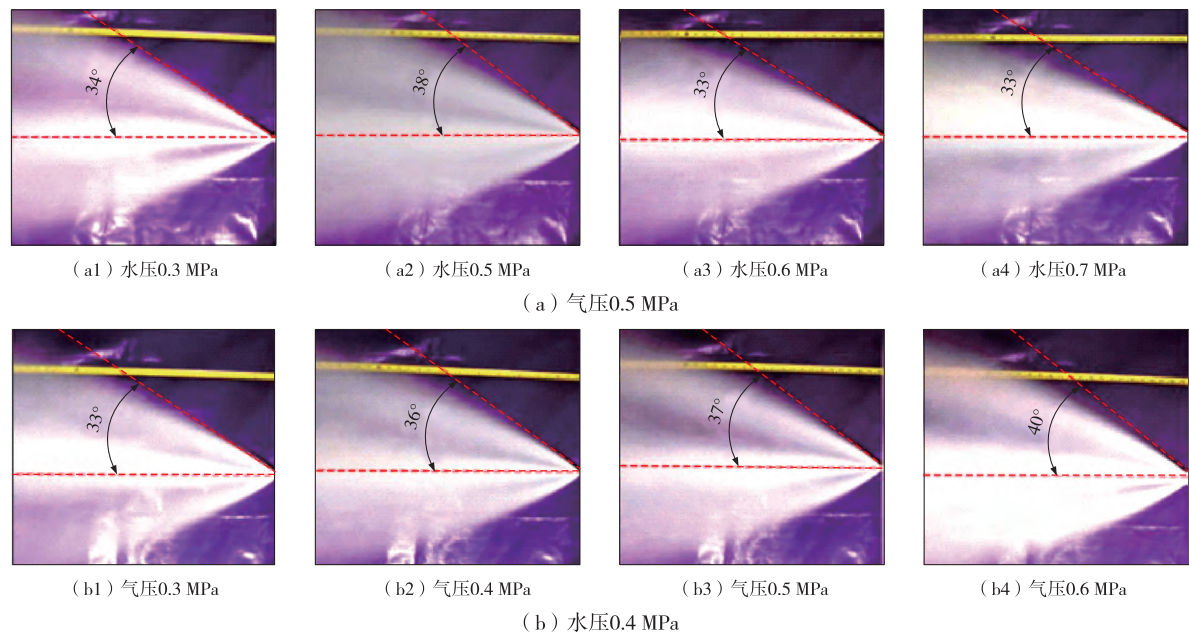 34°
38°
33°
33°
（a1）水压0.3 MPa
（a2）水压0.5 MPa
（a3）水压0.6 MPa
（a4）水压0.7 MPa
（a）气压0.5 MPa
33°
36°
37°
40°
（b1）气压0.3 MPa
（b2）气压0.4 MPa
（b3）气压0.5 MPa
（b4）气压0.6 MPa
（b）水压0.4 MPa